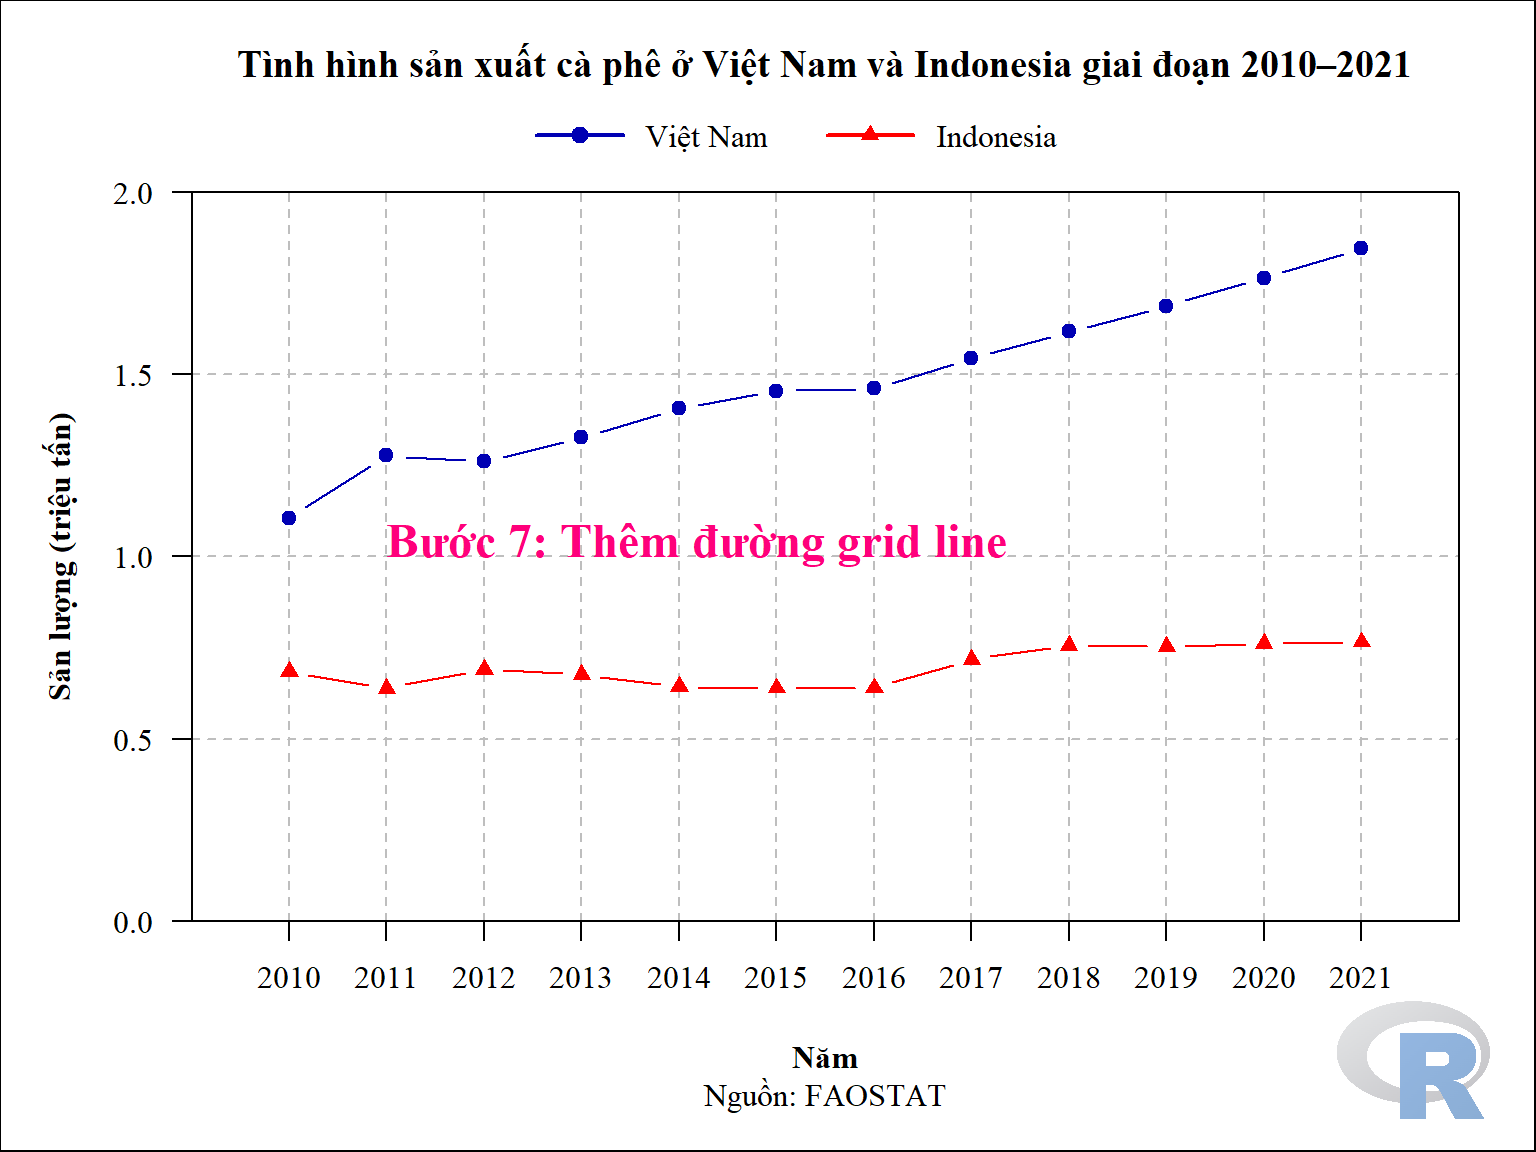 Tình hình sản xuất cà phê ở Việt Nam và Indonesia giai đoạn 2010–2021
Việt Nam
Indonesia
Sản lượng (triệu tấn)
2.0
1.5
1.0
0.5
0.0
Bước 7: Thêm đường grid line
2010 2011 2012 2013 2014 2015 2016 2017 2018 2019 2020 2021
Năm
Nguồn: FAOSTAT
R